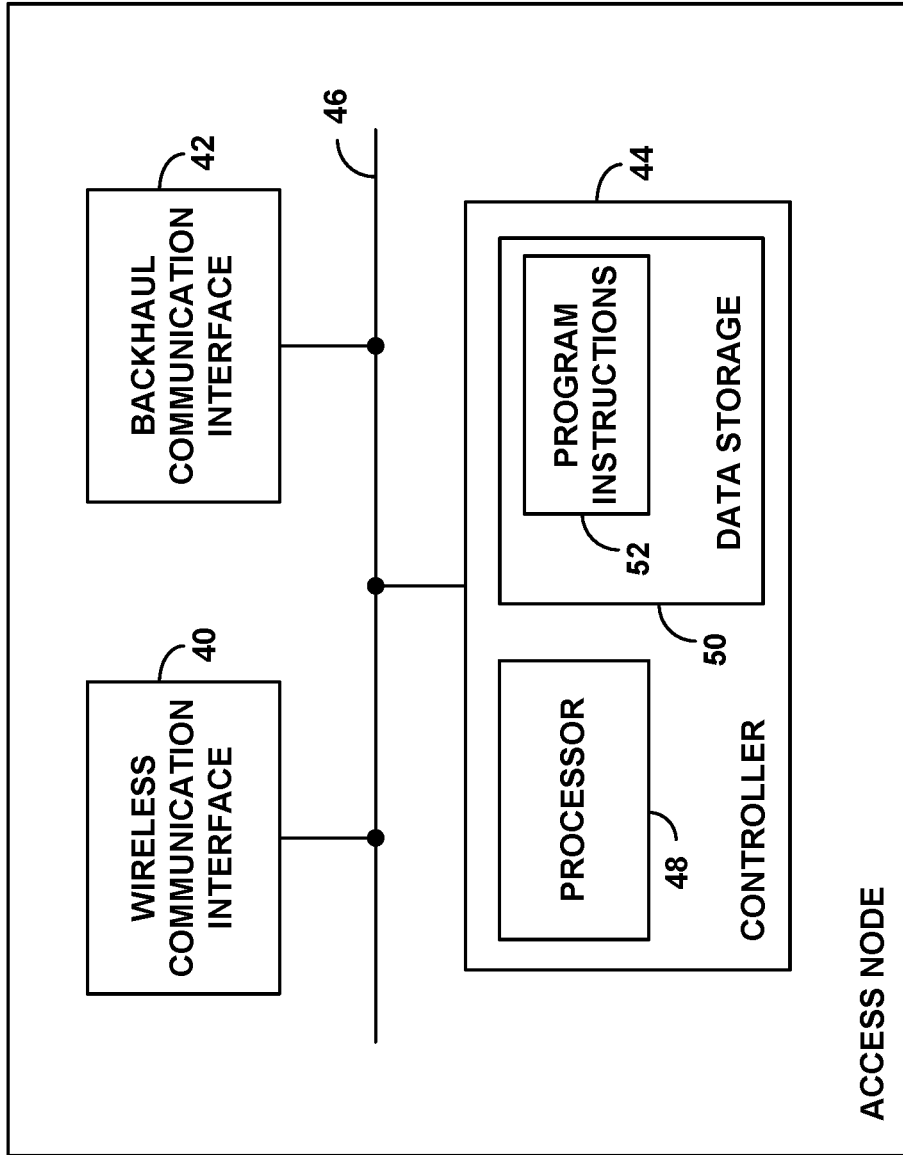 WIRELESS
COMMUNICATION
INTERFACE
40
BACKHAUL
COMMUNICATION
INTERFACE
42
46
44
PROCESSOR
48
PROGRAM
INSTRUCTIONS
52
DATA STORAGE
50
CONTROLLER
ACCESS NODE